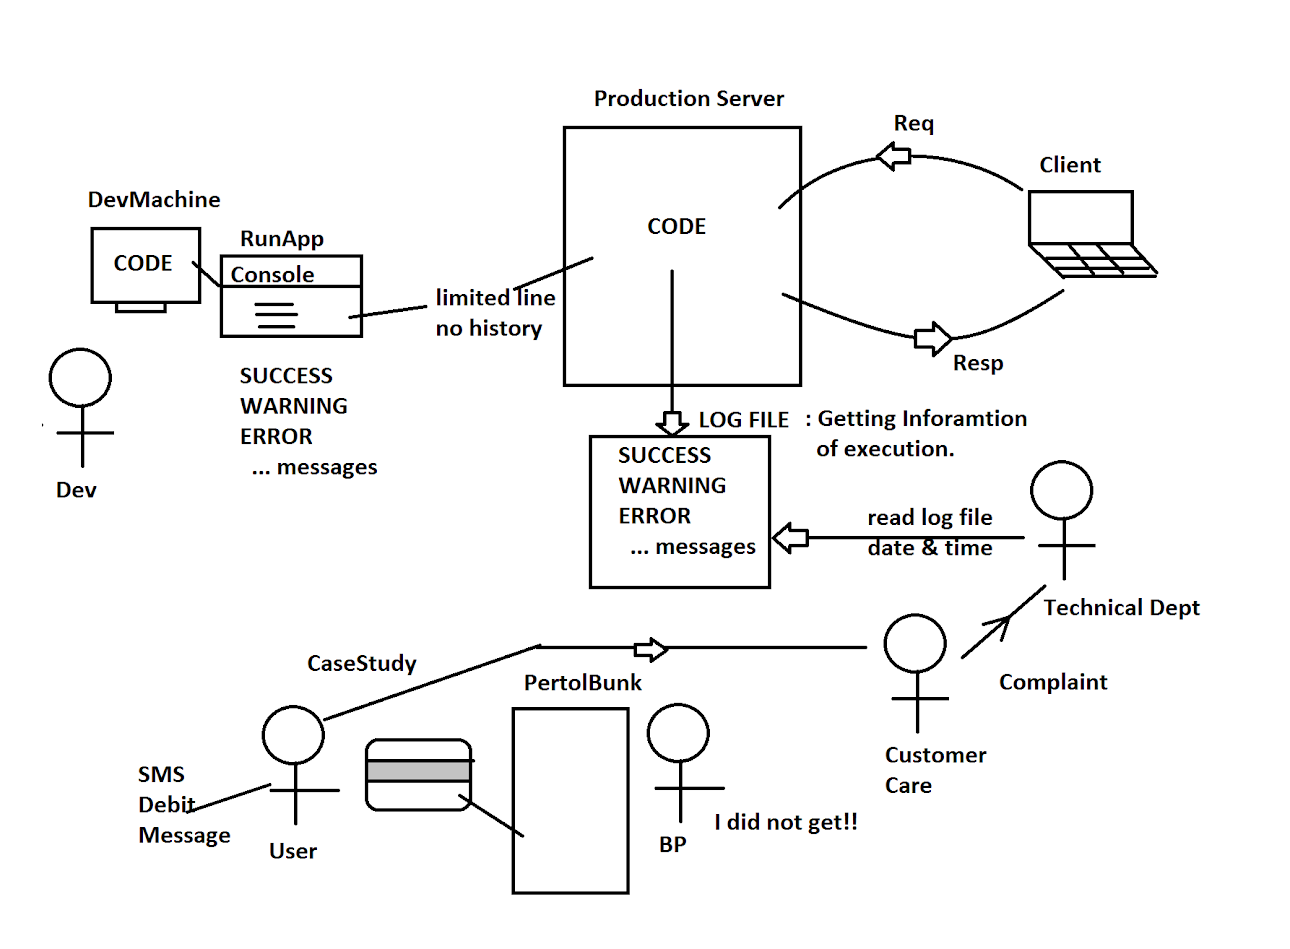 Production Server
Req
Client
DevMachine
RunApp
CODE
CODE
Console
limited line
no history
Resp
SUCCESS
WARNING
ERROR
... messages
Dev
LOG FILE : Getting Inforamtion
of execution.
SUCCESS
WARNING
ERROR
... messages
read log file
date & time
Technical Dept
CaseStudy
PertolBunk
Complaint
Customer
Care
SMS
Debit
Message
User
BP
I did not get!!